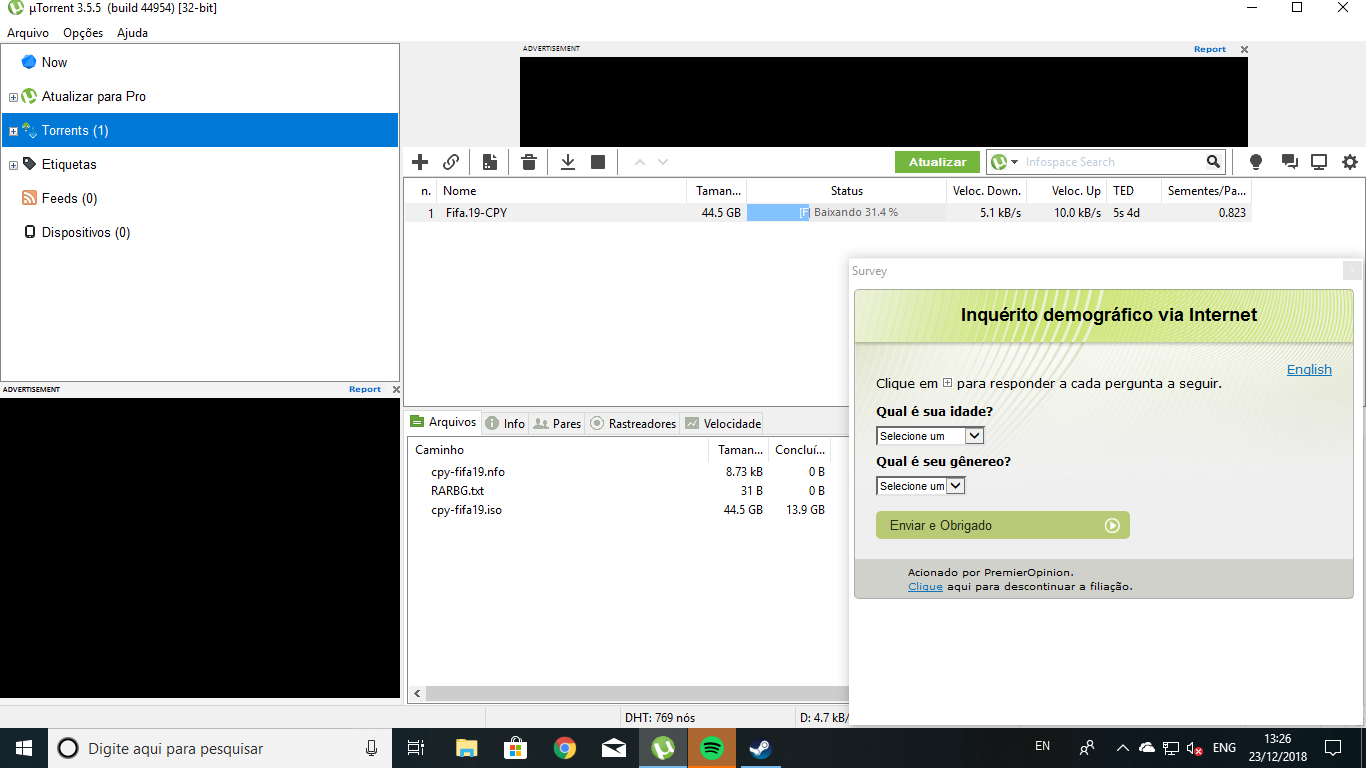 µTorrent 3.5.5 (build 44954) [32-bit]
Arquivo Opções Ajuda
Now
Atualizar para Pro
Torrents (1)
Etiquetas
Feeds (0)
Dispositivos (0)
ADVERTISEMENT Report
ADVERTISEMENT Report
Atualizar
Infospace Search
n. Nome Taman... Status Veloc. Down. Veloc. Up TED Sementes/Pa...
1 Fifa.19-CPY 44.5 GB [F] Baixando 31.4 % 5.1 kB/s 10.0 kB/s 5s 4d 0.823
Arquivos Info Pares Rastreadores Velocidade
Caminho Taman... Concluí...
cpy-fifa19.nfo 8.73 kB 0 B
RARBG.txt 31 B 0 B
cpy-fifa19.iso 44.5 GB 13.9 GB
Survey
Inquérito demográfico via Internet
English
Clique em para responder a cada pergunta a seguir.
Qual é sua idade?
Selecione um
Qual é seu gênereo?
Selecione um
Enviar e Obrigado
Acionado por PremierOpinion.
Clique aqui para descontinuar a filiação.
DHT: 769 nós D: 4.7 kB/
Digite aqui para pesquisar
EN
ENG
13:26
23/12/2018